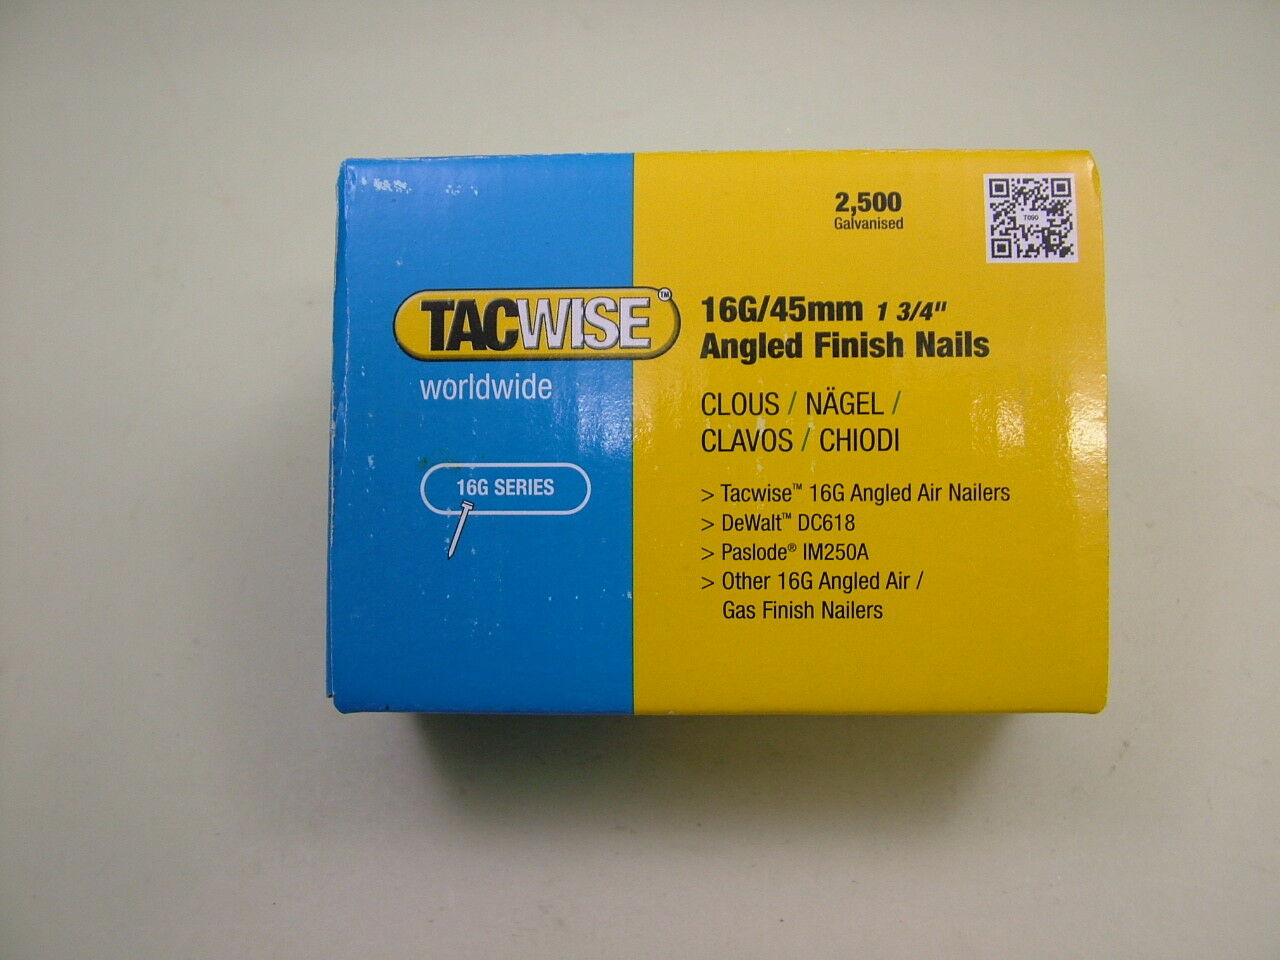 2,500
Galvanised
TACWISE™
worldwide
16G SERIES
16G/45mm 1 3/4"
Angled Finish Nails
CLOUS / NÄGEL /
CLAVOS / CHIODI
> Tacwise™ 16G Angled Air Nailers
> DeWalt™ DC618
> Paslode® IM250A
> Other 16G Angled Air /
Gas Finish Nailers